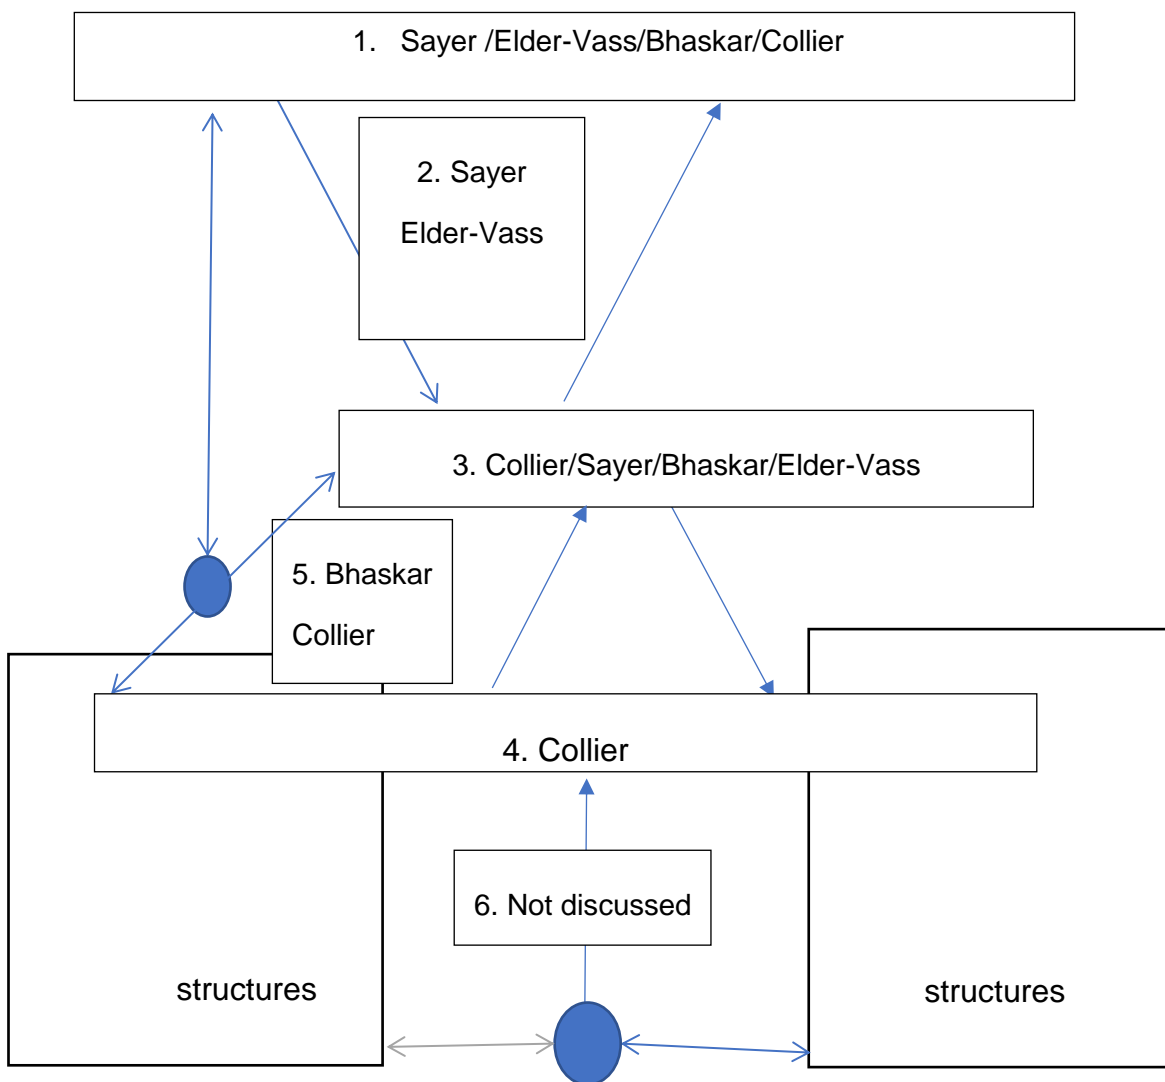 1. Sayer /Elder-Vass/Bhaskar/Collier
2. Sayer
Elder-Vass
3. Collier/Sayer/Bhaskar/Elder-Vass
5. Bhaskar
Collier
4. Collier
6. Not discussed
structures
structures